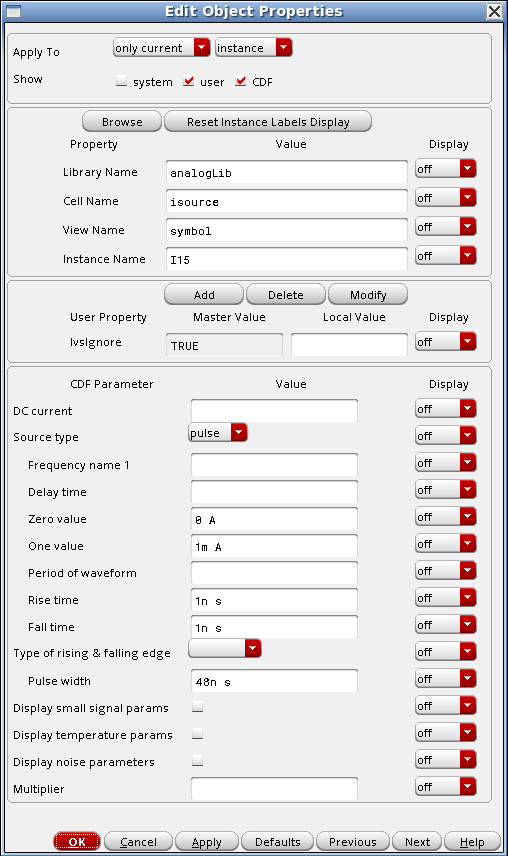 Edit Object Properties
Apply To only current instance
Show system user CDF
Browse Reset Instance Labels Display
Property Value Display
Library Name analogLib off
Cell Name isource off
View Name symbol off
Instance Name I15 off
Add Delete Modify
User Property Master Value Local Value Display
lvsIgnore TRUE off
CDF Parameter Value Display
DC current off
Source type pulse off
Frequency name 1 off
Delay time off
Zero value 0 A off
One value 1m A off
Period of waveform off
Rise time 1n s off
Fall time 1n s off
Type of rising & falling edge off
Pulse width 40n s off
Display small signal params off
Display temperature params off
Display noise parameters off
Multiplier off
OK Cancel Apply Defaults Previous Next Help